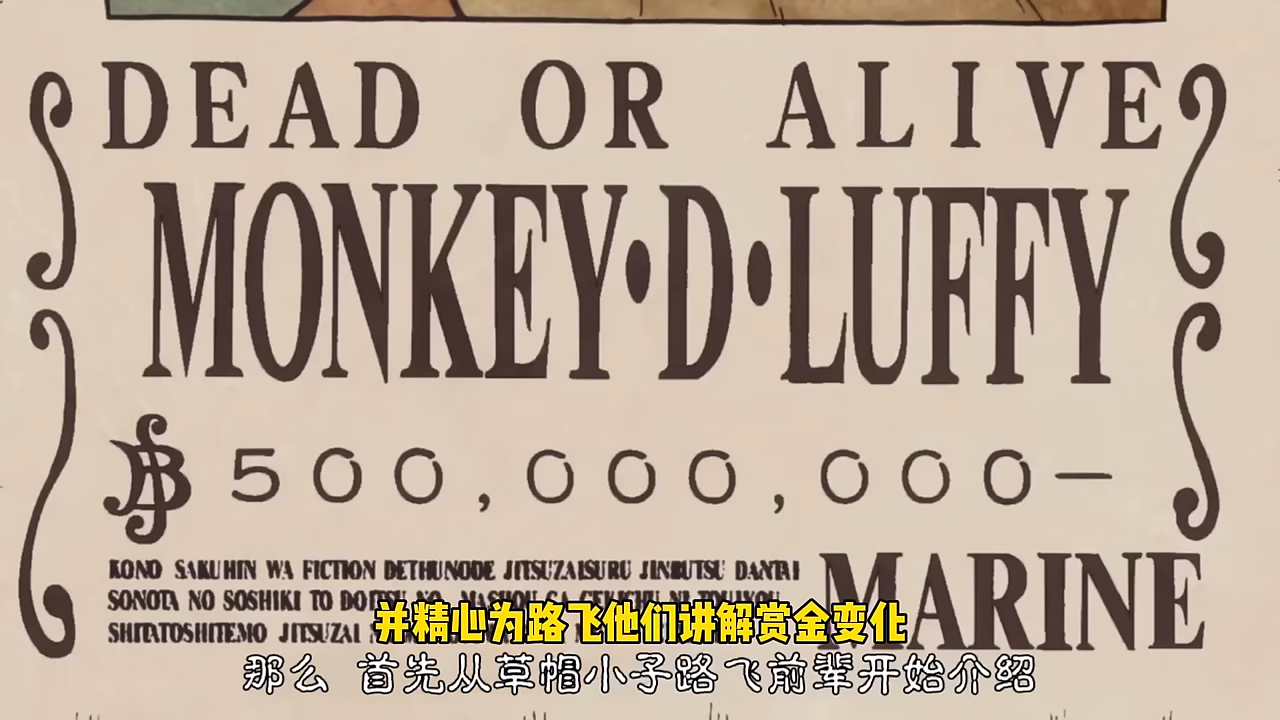 DEAD OR ALIVE
MONKEY•D•LUFFY
฿500,000,000—
KONO SAKUHIN WA FICTION DETHUNODE JITSUZAISURU JINBUTSU DANTAI
SONOTA NO SOSHIKI TO
SHITATOSHITEMO JITSUZAI
MARINE
并精心为路飞他们讲解赏金变化
那么 首先从草帽小子路飞前辈开始介绍